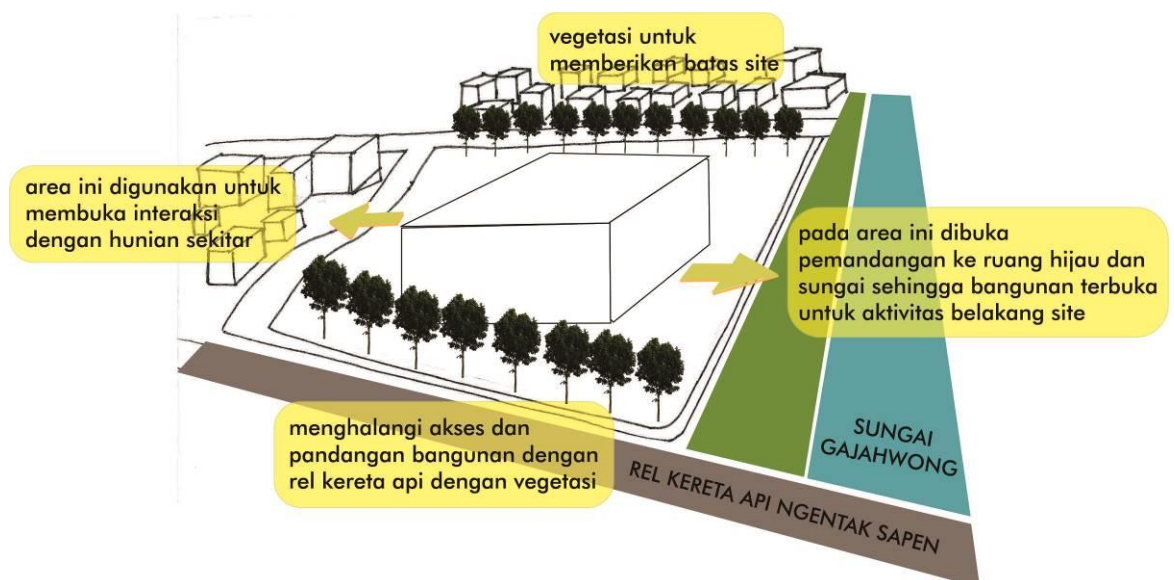 vegetasi untuk
memberikan batas site
area ini digunakan untuk
membuka interaksi
dengan hunian sekitar
pada area ini dibuka
pemandangan ke ruang hijau dan
sungai sehingga bangunan terbuka
untuk aktivitas belakang site
menghalangi akses dan
pandangan bangunan dengan
rel kereta api dengan vegetasi
SUNGAI
GAJAHWONG
REL KERETA API NGENTAK SAPEN